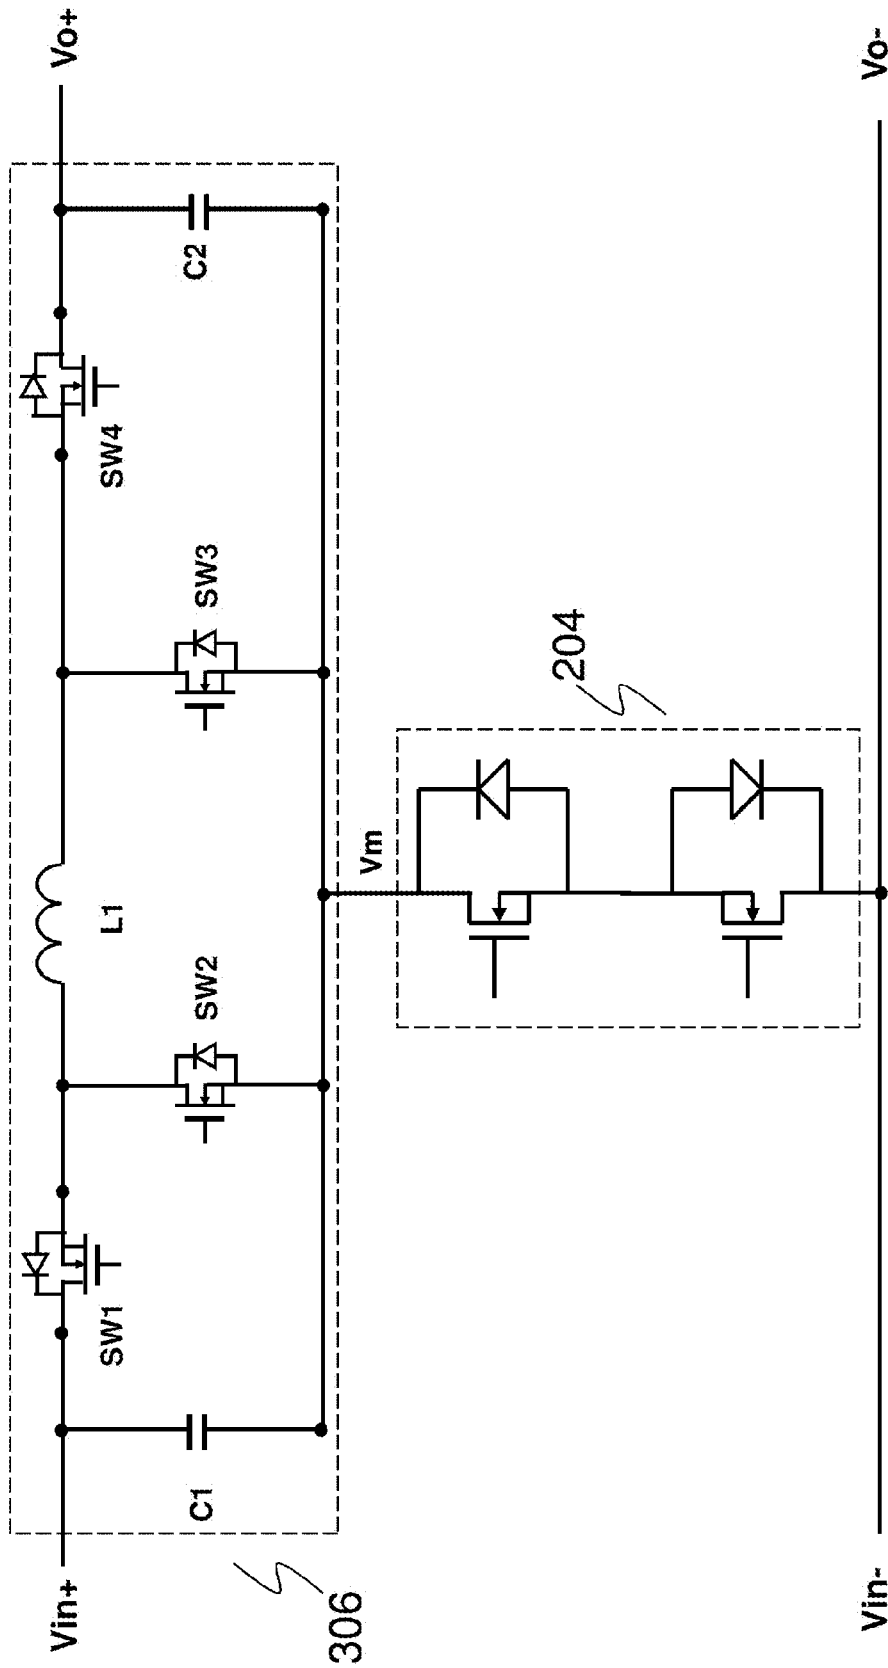 Vin+
306
C1
SW1
SW2
L1
SW3
SW4
C2
Vo+
Vm
204
Vin-
Vo-